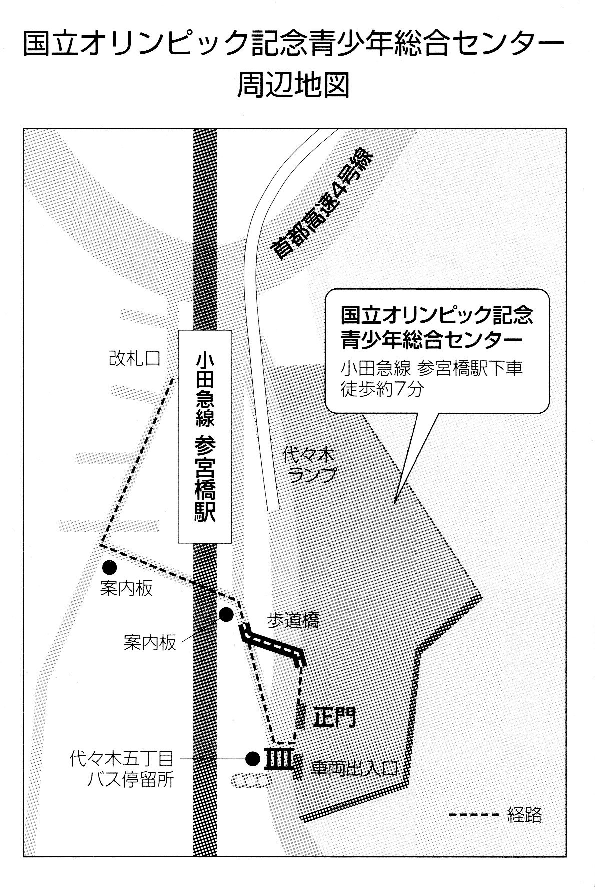 国立オリンピック記念青少年総合センター
周辺地図
首都高速4号線
国立オリンピック記念
青少年総合センター
小田急線 参宮橋駅下車
徒歩約7分
改札口
小田急線 参宮橋駅
代々木
ランプ
案内板
案内板
歩道橋
正門
代々木五丁目
バス停留所
車両出入口
経路